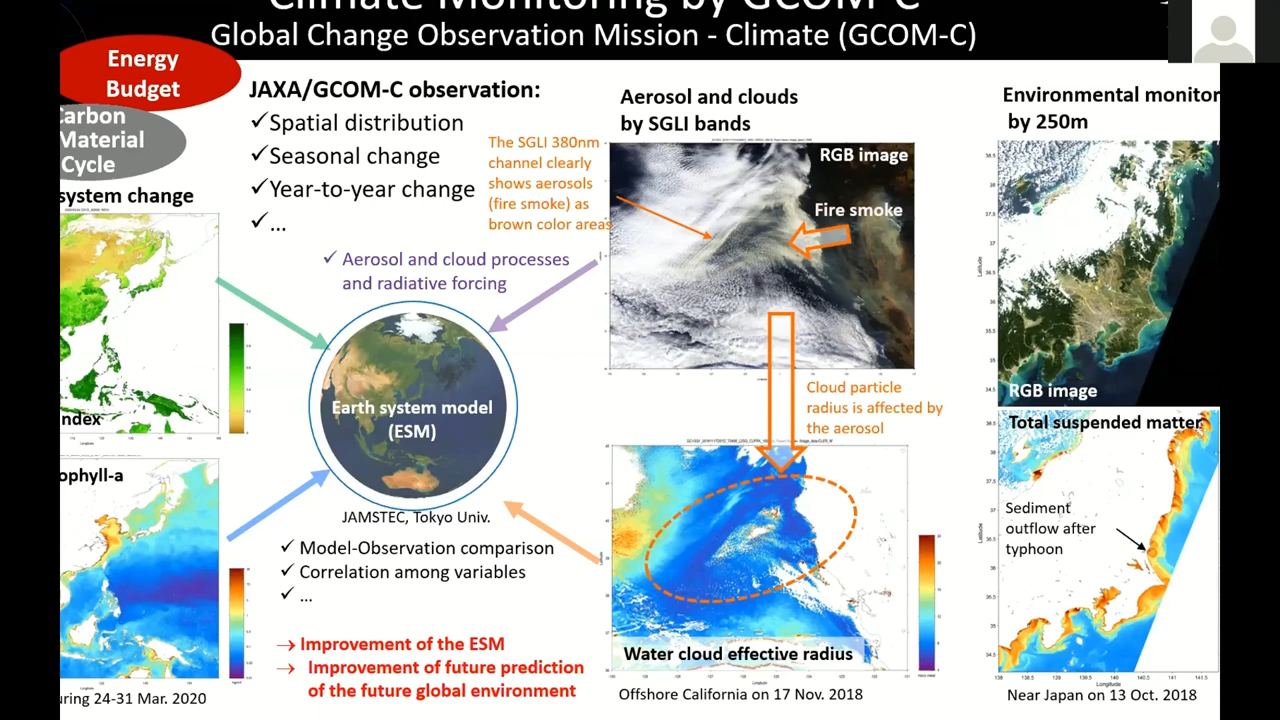 Climate Monitoring by GCOM-C
Global Change Observation Mission - Climate (GCOM-C)
Energy
Budget
Carbon
Material
Cycle
system change
ndex
ophyll-a
uring 24-31 Mar. 2020
JAXA/GCOM-C observation:
✓Spatial distribution
✓Seasonal change
✓Year-to-year change
✓...
The SGLI 380nm
channel clearly
shows aerosols
(fire smoke) as
brown color areas
✓ Aerosol and cloud processes
and radiative forcing
Earth system model
(ESM)
JAMSTEC, Tokyo Univ.
✓ Model-Observation comparison
✓ Correlation among variables
✓ ...
→ Improvement of the ESM
→ Improvement of future prediction
of the future global environment
Aerosol and clouds
by SGLI bands
RGB image
Fire smoke
Cloud particle
radius is affected by
the aerosol
Water cloud effective radius
Offshore California on 17 Nov. 2018
Environmental monitor
by 250m
RGB image
Total suspended matter
Sediment
outflow after
typhoon
Near Japan on 13 Oct. 2018